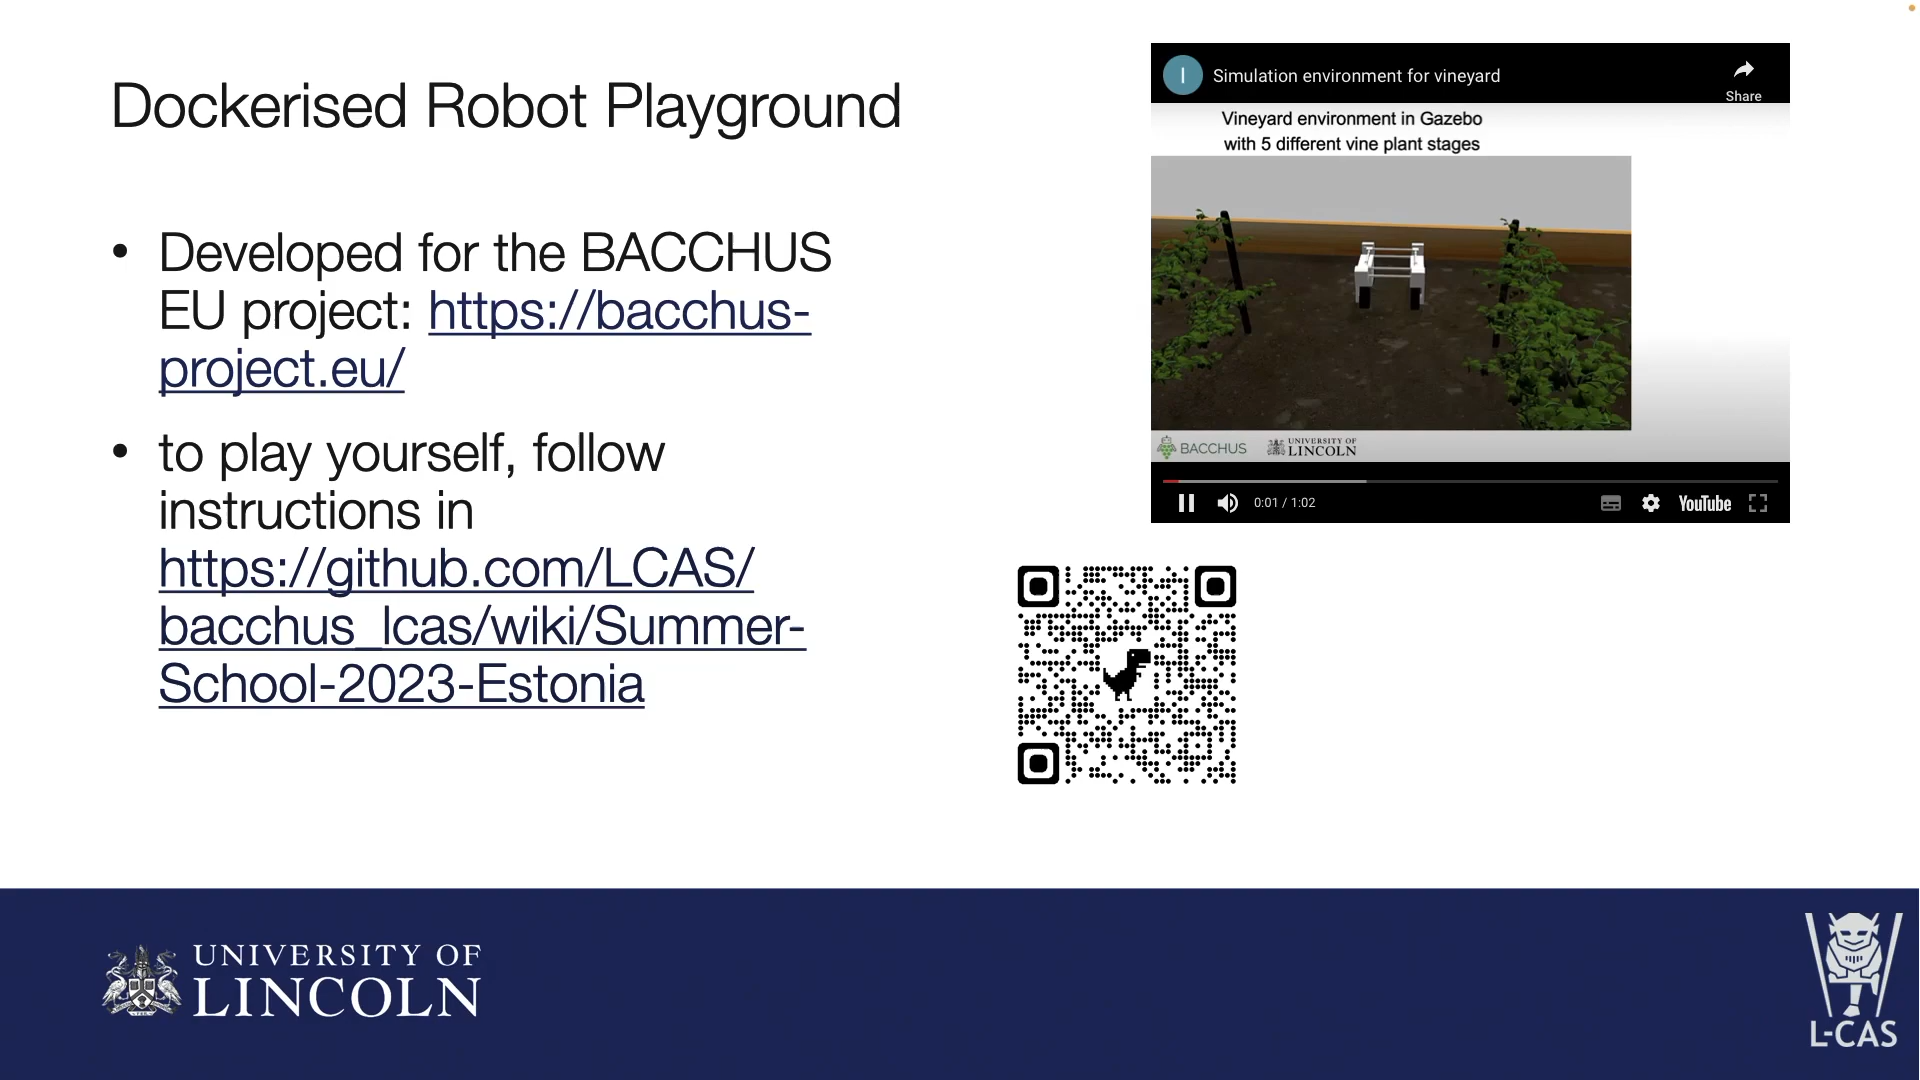 Dockerised Robot Playground
• Developed for the BACCHUS
EU project: https://bacchus-
project.eu/
• to play yourself, follow
instructions in
https://github.com/LCAS/
bacchus_lcas/wiki/Summer-
School-2023-Estonia
I
Simulation environment for vineyard
Share
Vineyard environment in Gazebo
with 5 different vine plant stages
BACCHUS
UNIVERSITY OF
LINCOLN
0:01 / 1:02
YouTube
UNIVERSITY OF
LINCOLN
L-CAS